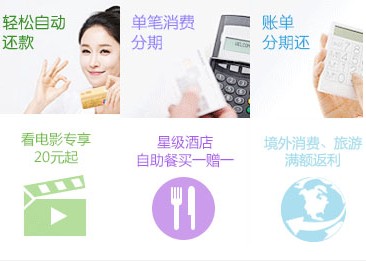 轻松自动
还款
单笔消费
分期
账单
分期还
看电影专享
20元起
星级酒店
自助餐买一赠一
境外消费、旅游
满额返利